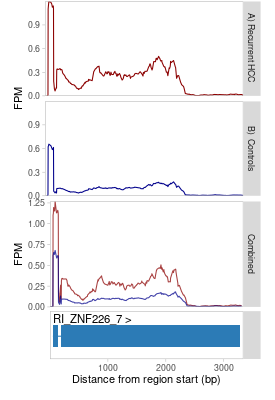 0.9
0.6
0.3
0.0
FPM
A) Recurrent HCC
0.9
0.6
0.3
0.0
B) Controls
1.25
1.00
0.75
0.50
0.25
0.00
FPM
Combined
RI_ZNF226_7 >
1000 2000 3000
Distance from region start (bp)